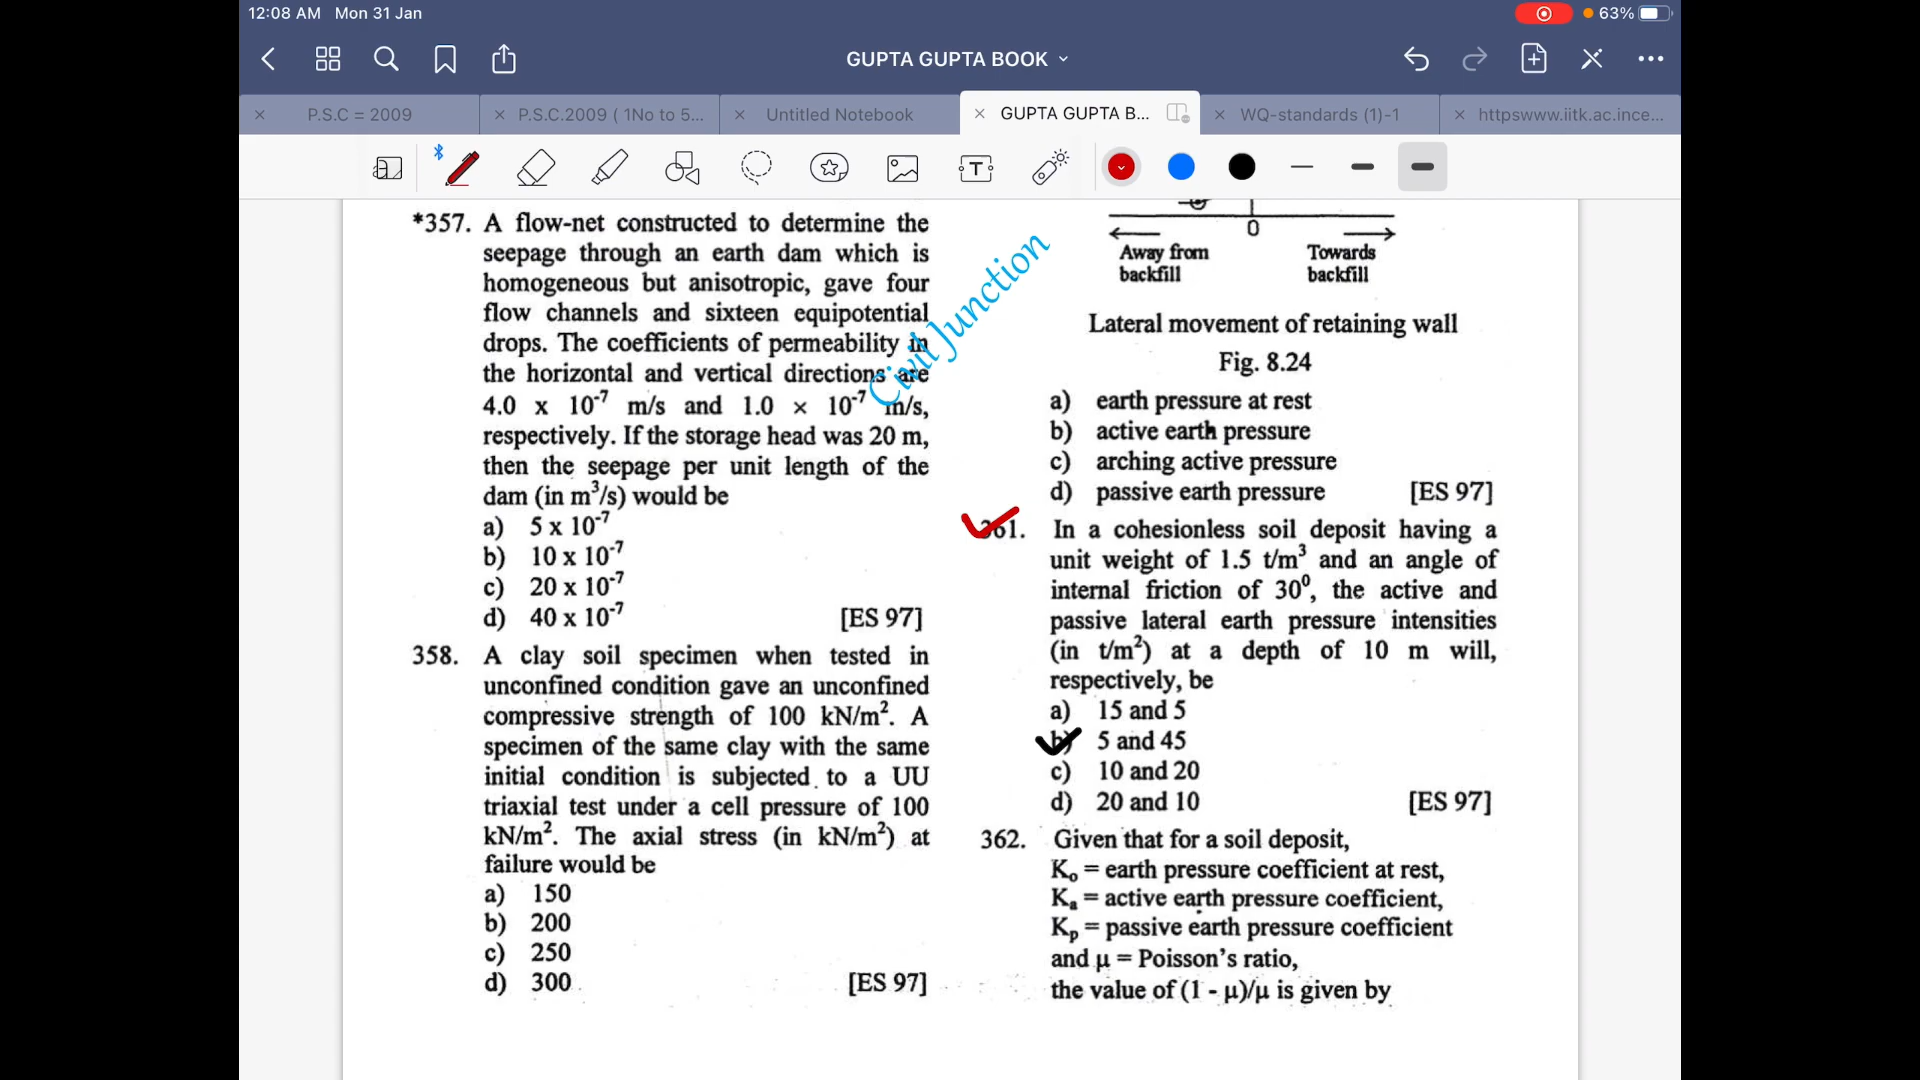 12:08 AM Mon 31 Jan
63%
GUPTA GUPTA BOOK
P.S.C = 2009
P.S.C.2009 ( 1No to 5...
Untitled Notebook
GUPTA GUPTA B...
WQ-standards (1)-1
httpswww.iitk.ac.ince...
*357. A flow-net constructed to determine the
seepage through an earth dam which is
homogeneous but anisotropic, gave four
flow channels and sixteen equipotential
drops. The coefficients of permeability in
the horizontal and vertical directions are
4.0 x 10⁻⁷ m/s and 1.0 × 10⁻⁷ m/s,
respectively. If the storage head was 20 m,
then the seepage per unit length of the
dam (in m³/s) would be
a) 5 x 10⁻⁷
b) 10 x 10⁻⁷
c) 20 x 10⁻⁷
d) 40 x 10⁻⁷ [ES 97]
358. A clay soil specimen when tested in
unconfined condition gave an unconfined
compressive strength of 100 kN/m². A
specimen of the same clay with the same
initial condition is subjected to a UU
triaxial test under a cell pressure of 100
kN/m². The axial stress (in kN/m²) at
failure would be
a) 150
b) 200
c) 250
d) 300 [ES 97]
Civil Junction
0
Away from
backfill
Towards
backfill
Lateral movement of retaining wall
Fig. 8.24
a) earth pressure at rest
b) active earth pressure
c) arching active pressure
d) passive earth pressure [ES 97]
361. In a cohesionless soil deposit having a
unit weight of 1.5 t/m³ and an angle of
internal friction of 30⁰, the active and
passive lateral earth pressure intensities
(in t/m²) at a depth of 10 m will,
respectively, be
a) 15 and 5
b) 5 and 45
c) 10 and 20
d) 20 and 10 [ES 97]
362. Given that for a soil deposit,
Kₒ = earth pressure coefficient at rest,
Kₐ = active earth pressure coefficient,
Kₚ = passive earth pressure coefficient
and μ = Poisson's ratio,
the value of (1 - μ)/μ is given by